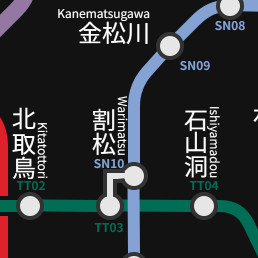 Kanematsugawa
金松川
SN08
SN09
北取鳥
Kitatottori
TT02
割松
Warimatsu
SN10
TT03
石山洞
Ishiyamadou
TT04